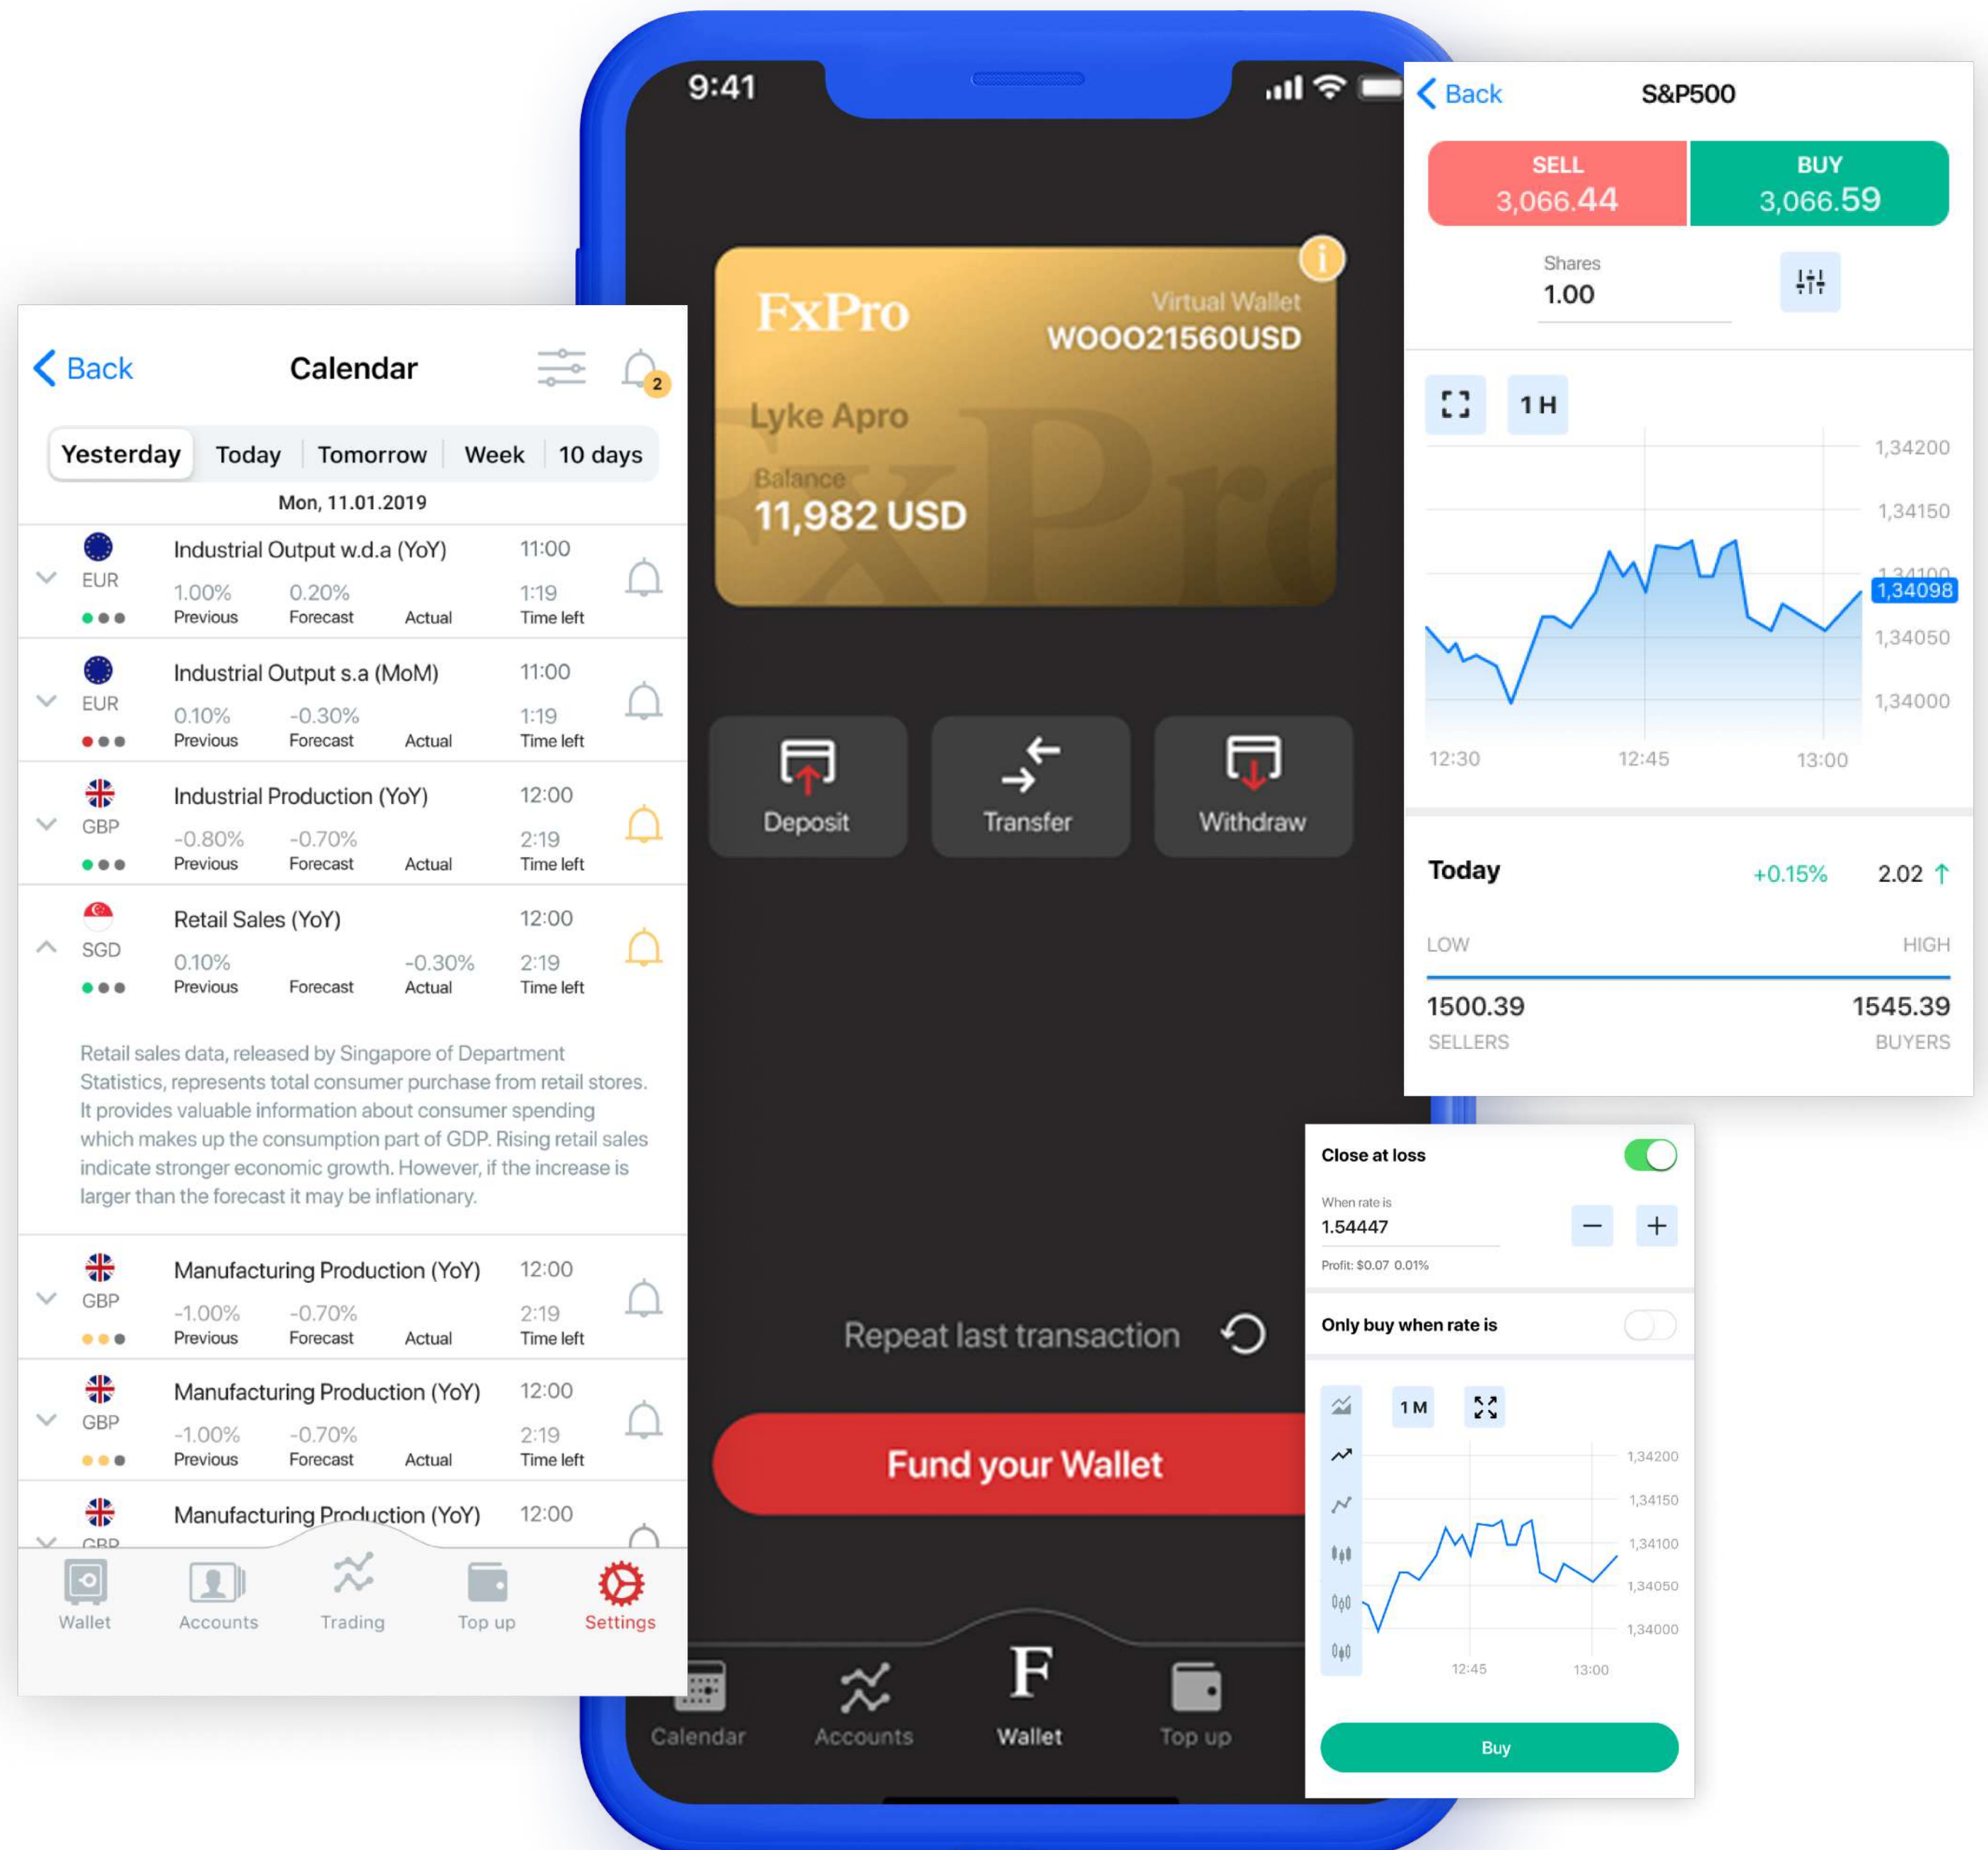 Back
Calendar
2
Yesterday Today Tomorrow Week 10 days
Mon, 11.01.2019
Industrial Output w.d.a (YoY) 11:00
EUR
1.00% 0.20% 1:19
Previous Forecast Actual Time left
Industrial Output s.a (MoM) 11:00
EUR
0.10% -0.30% 1:19
Previous Forecast Actual Time left
Industrial Production (YoY) 12:00
GBP
-0.80% -0.70% 2:19
Previous Forecast Actual Time left
Retail Sales (YoY) 12:00
SGD
0.10% -0.30% 2:19
Previous Forecast Actual Time left
Retail sales data, released by Singapore of Department
Statistics, represents total consumer purchase from retail stores.
It provides valuable information about consumer spending
which makes up the consumption part of GDP. Rising retail sales
indicate stronger economic growth. However, if the increase is
larger than the forecast it may be inflationary.
Manufacturing Production (YoY) 12:00
GBP
-1.00% -0.70% 2:19
Previous Forecast Actual Time left
Manufacturing Production (YoY) 12:00
GBP
-1.00% -0.70% 2:19
Previous Forecast Actual Time left
Manufacturing Production (YoY) 12:00
GBP
Wallet Accounts Trading Top up Settings
9:41
FxPro
Virtual Wallet
WOOO21560USD
Lyke Apro
Balance
11,982 USD
FxPro
Deposit Transfer Withdraw
Repeat last transaction
Fund your Wallet
F
Calendar Accounts Wallet Top up
Back
S&P500
SELL BUY
3,066.44 3,066.59
Shares
1.00
1 H
1,34200
1,34150
1,34100
1,34098
1,34050
1,34000
12:30 12:45 13:00
Today +0.15% 2.02
LOW HIGH
1500.39 1545.39
SELLERS BUYERS
Close at loss
When rate is
1.54447
Profit: $0.07 0.01%
Only buy when rate is
1 M
1,34200
1,34150
1,34100
1,34050
1,34000
12:45 13:00
Buy